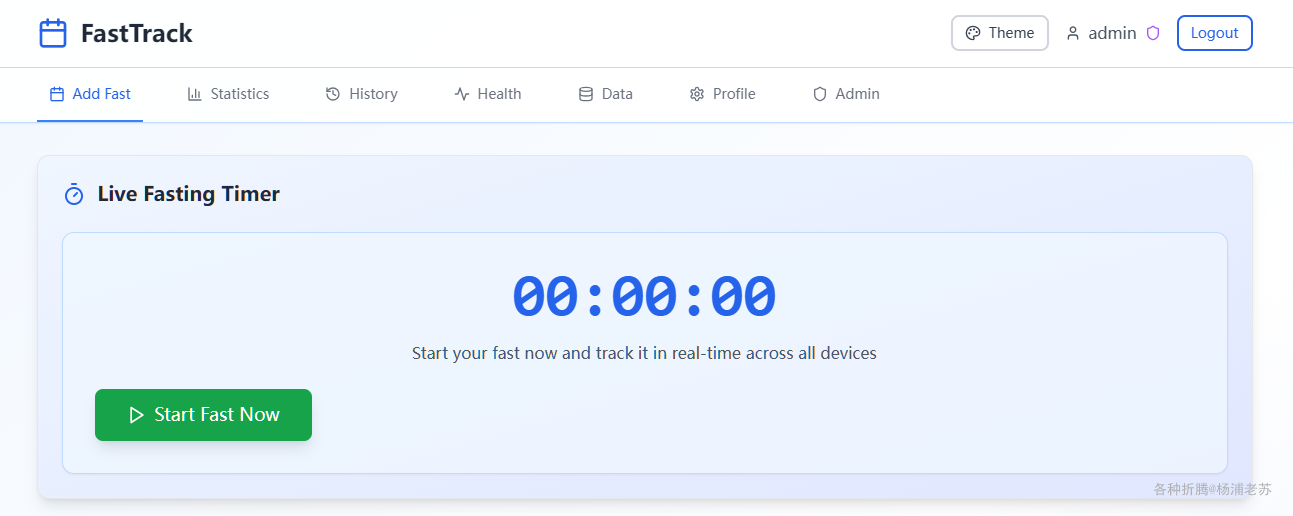 FastTrack
Theme
admin
Logout
Add Fast
Statistics
History
Health
Data
Profile
Admin
Live Fasting Timer
00:00:00
Start your fast now and track it in real-time across all devices
Start Fast Now
各种折腾@杨浦老苏